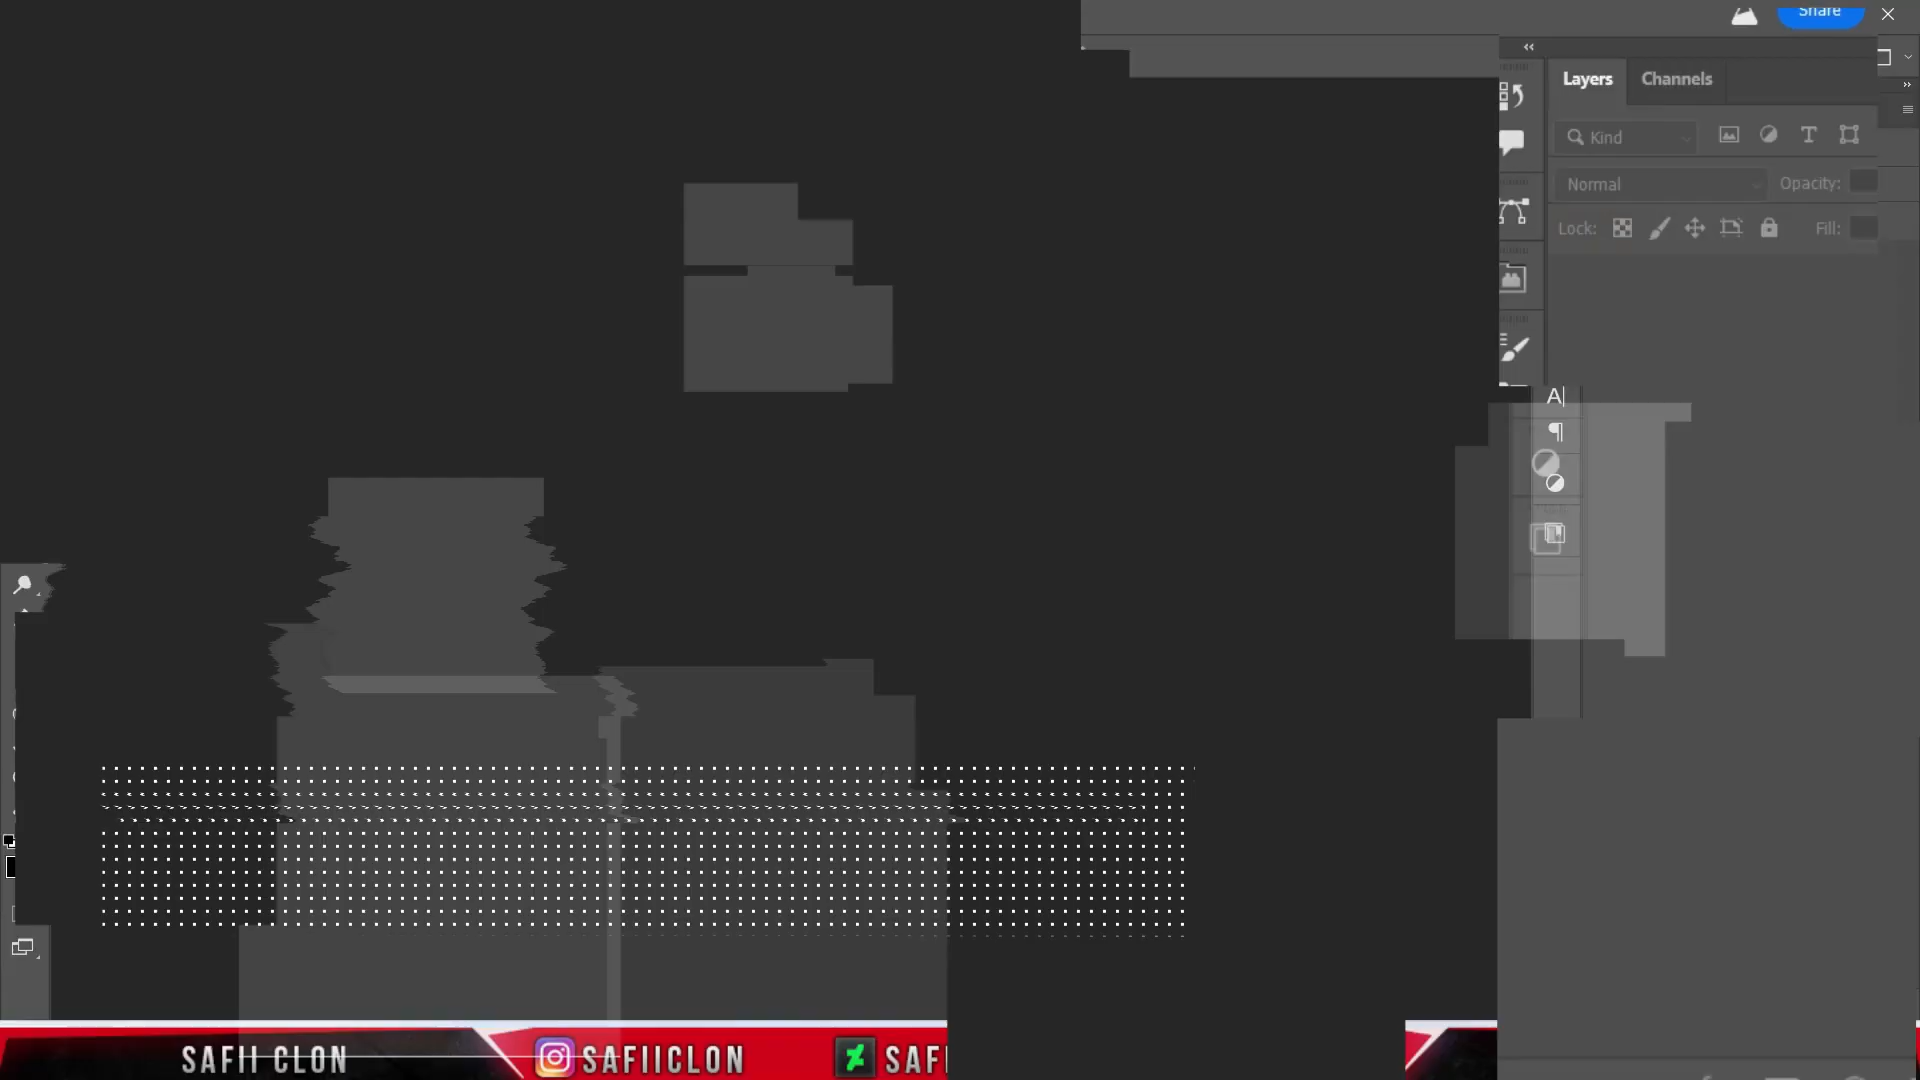 Share
Layers Channels
Kind
Normal Opacity:
Lock: Fill:
SAFII CLON SAFIICLON SAF